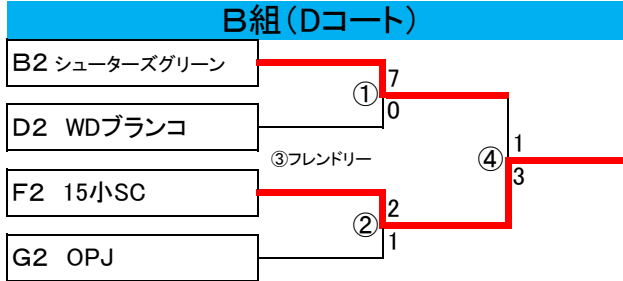 B組(Dコート)
B2 シューターズグリーン
7
①
0
D2 WDブランコ
③フレンドリー
1
④
3
F2 15小SC
2
②
1
G2 OPJ